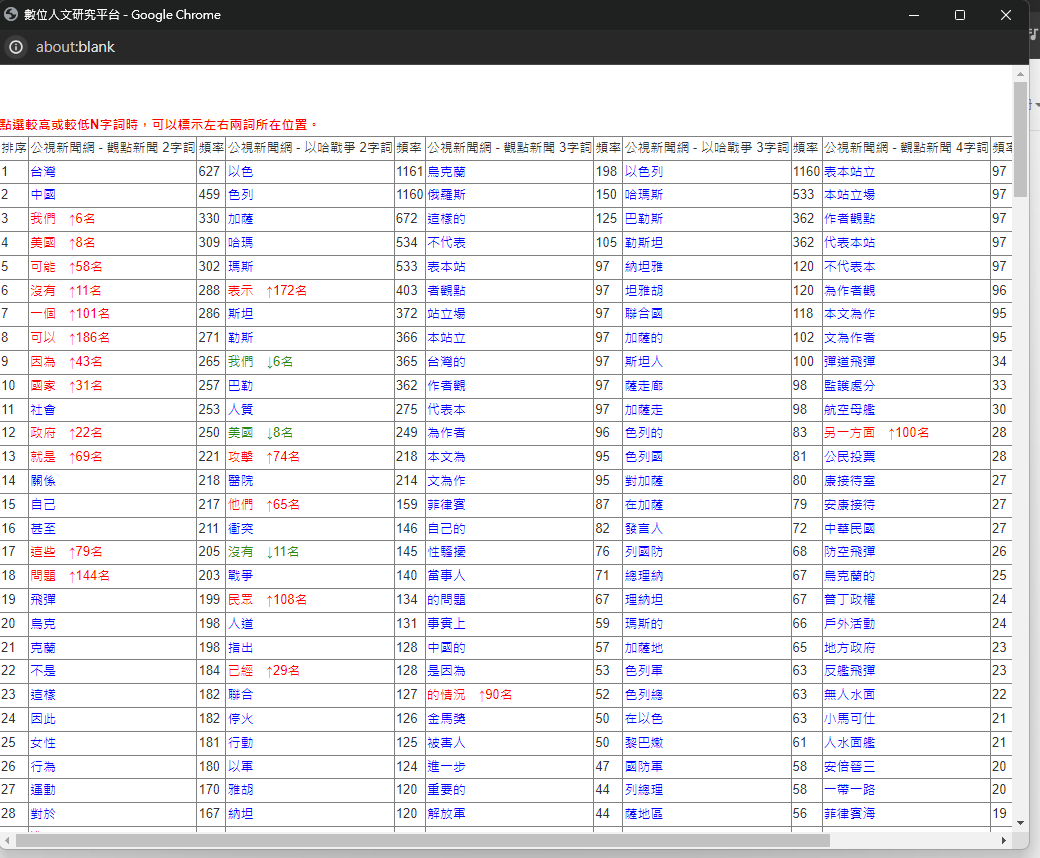 數位人文研究平台 - Google Chrome
about:blank
點選較高或較低N字詞時，可以標示左右兩詞所在位置。
排序 公視新聞網 - 觀點新聞 2字詞 頻率 公視新聞網 - 以哈戰爭 2字詞 頻率 公視新聞網 - 觀點新聞 3字詞 頻率 公視新聞網 - 以哈戰爭 3字詞 頻率 公視新聞網 - 觀點新聞 4字詞 頻率
1 台灣 627 以色 1161 烏克蘭 198 以色列 1160 表本站立 97
2 中國 459 色列 1160 俄羅斯 150 哈瑪斯 533 本站立場 97
3 我們 ↑6名 330 加薩 672 這樣的 125 巴勒斯 362 作者觀點 97
4 美國 ↑8名 309 哈瑪 534 不代表 105 勒斯坦 362 代表本站 97
5 可能 ↑58名 302 瑪斯 533 表本站 97 納坦雅 120 不代表本 97
6 沒有 ↑11名 288 表示 ↑172名 403 者觀點 97 坦雅胡 120 為作者觀 96
7 一個 ↑101名 286 斯坦 372 站立場 97 聯合國 118 本文為作 95
8 可以 ↑186名 271 勒斯 366 本站立 97 加薩的 102 文為作者 95
9 因為 ↑43名 265 我們 ↓6名 365 台灣的 97 斯坦人 100 彈道飛彈 34
10 國家 ↑31名 257 巴勒 362 作者觀 97 薩走廊 98 監護處分 33
11 社會 253 人質 275 代表本 97 加薩走 98 航空母艦 30
12 政府 ↑22名 250 美國 ↓8名 249 為作者 96 色列的 83 另一方面 ↑100名 28
13 就是 ↑69名 221 攻擊 ↑74名 218 本文為 95 色列國 81 公民投票 28
14 關係 218 醫院 214 文為作 95 對加薩 80 康接待室 27
15 自己 217 他們 ↑65名 159 菲律賓 87 在加薩 79 安康接待 27
16 甚至 211 衝突 146 自己的 82 發言人 72 中華民國 27
17 這些 ↑79名 205 沒有 ↓11名 145 性騷擾 76 列國防 68 防空飛彈 26
18 問題 ↑144名 203 戰爭 140 當事人 71 總理納 67 烏克蘭的 25
19 飛彈 199 民眾 ↑108名 134 的問題 67 理納坦 67 普丁政權 24
20 烏克 198 人道 131 事實上 59 瑪斯的 66 戶外活動 24
21 克蘭 198 指出 128 中國的 57 加薩地 65 地方政府 23
22 不是 184 已經 ↑29名 128 是因為 53 色列軍 63 反艦飛彈 23
23 這樣 182 聯合 127 的情況 ↑90名 52 色列總 63 無人水面 22
24 因此 182 停火 126 金馬獎 50 在以色 63 小馬可仕 21
25 女性 181 行動 125 被害人 50 黎巴嫩 61 人水面艦 21
26 行為 180 以軍 124 進一步 47 國防軍 58 安倍晉三 20
27 運動 170 雅胡 120 重要的 44 列總理 58 一帶一路 20
28 對於 167 納坦 120 解放軍 44 薩地區 56 菲律賓海 19